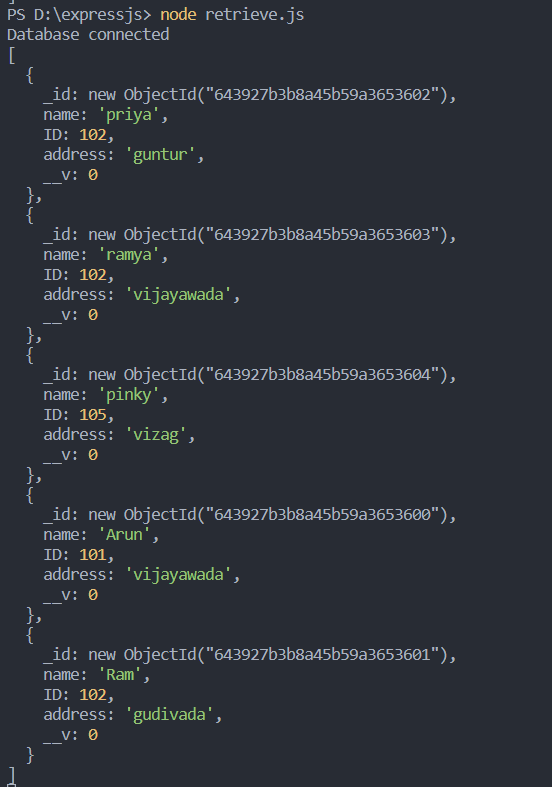 ]
PS D:\expressjs> node retrieve.js
Database connected
[
  {
    _id: new ObjectId("643927b3b8a45b59a3653602"),
    name: 'priya',
    ID: 102,
    address: 'guntur',
    __v: 0
  },
  {
    _id: new ObjectId("643927b3b8a45b59a3653603"),
    name: 'ramya',
    ID: 102,
    address: 'vijayawada',
    __v: 0
  },
  {
    _id: new ObjectId("643927b3b8a45b59a3653604"),
    name: 'pinky',
    ID: 105,
    address: 'vizag',
    __v: 0
  },
  {
    _id: new ObjectId("643927b3b8a45b59a3653600"),
    name: 'Arun',
    ID: 101,
    address: 'vijayawada',
    __v: 0
  },
  {
    _id: new ObjectId("643927b3b8a45b59a3653601"),
    name: 'Ram',
    ID: 102,
    address: 'gudivada',
    __v: 0
  }
]